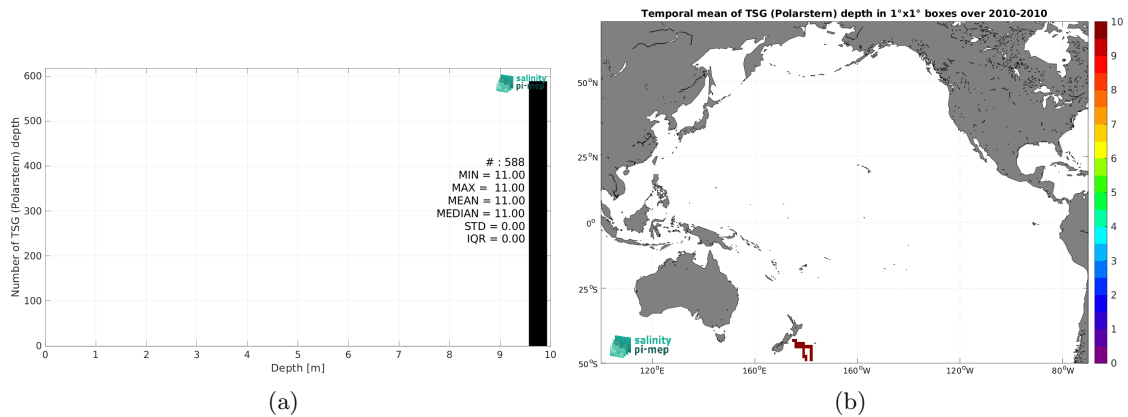 600
500
400
300
200
100
0
Number of TSG (Polarstern) depth
salinity
pi-mep
# : 588
MIN = 11.00
MAX = 11.00
MEAN = 11.00
MEDIAN = 11.00
STD = 0.00
IQR = 0.00
0 1 2 3 4 5 6 7 8 9 10
Depth [m]
(a)
Temporal mean of TSG (Polarstern) depth in 1°x1° boxes over 2010-2010
50°N
25°N
0°
25°S
50°S
salinity
pi-mep
120°E 160°E 160°W 120°W 80°W
10
9
8
7
6
5
4
3
2
1
0
(b)